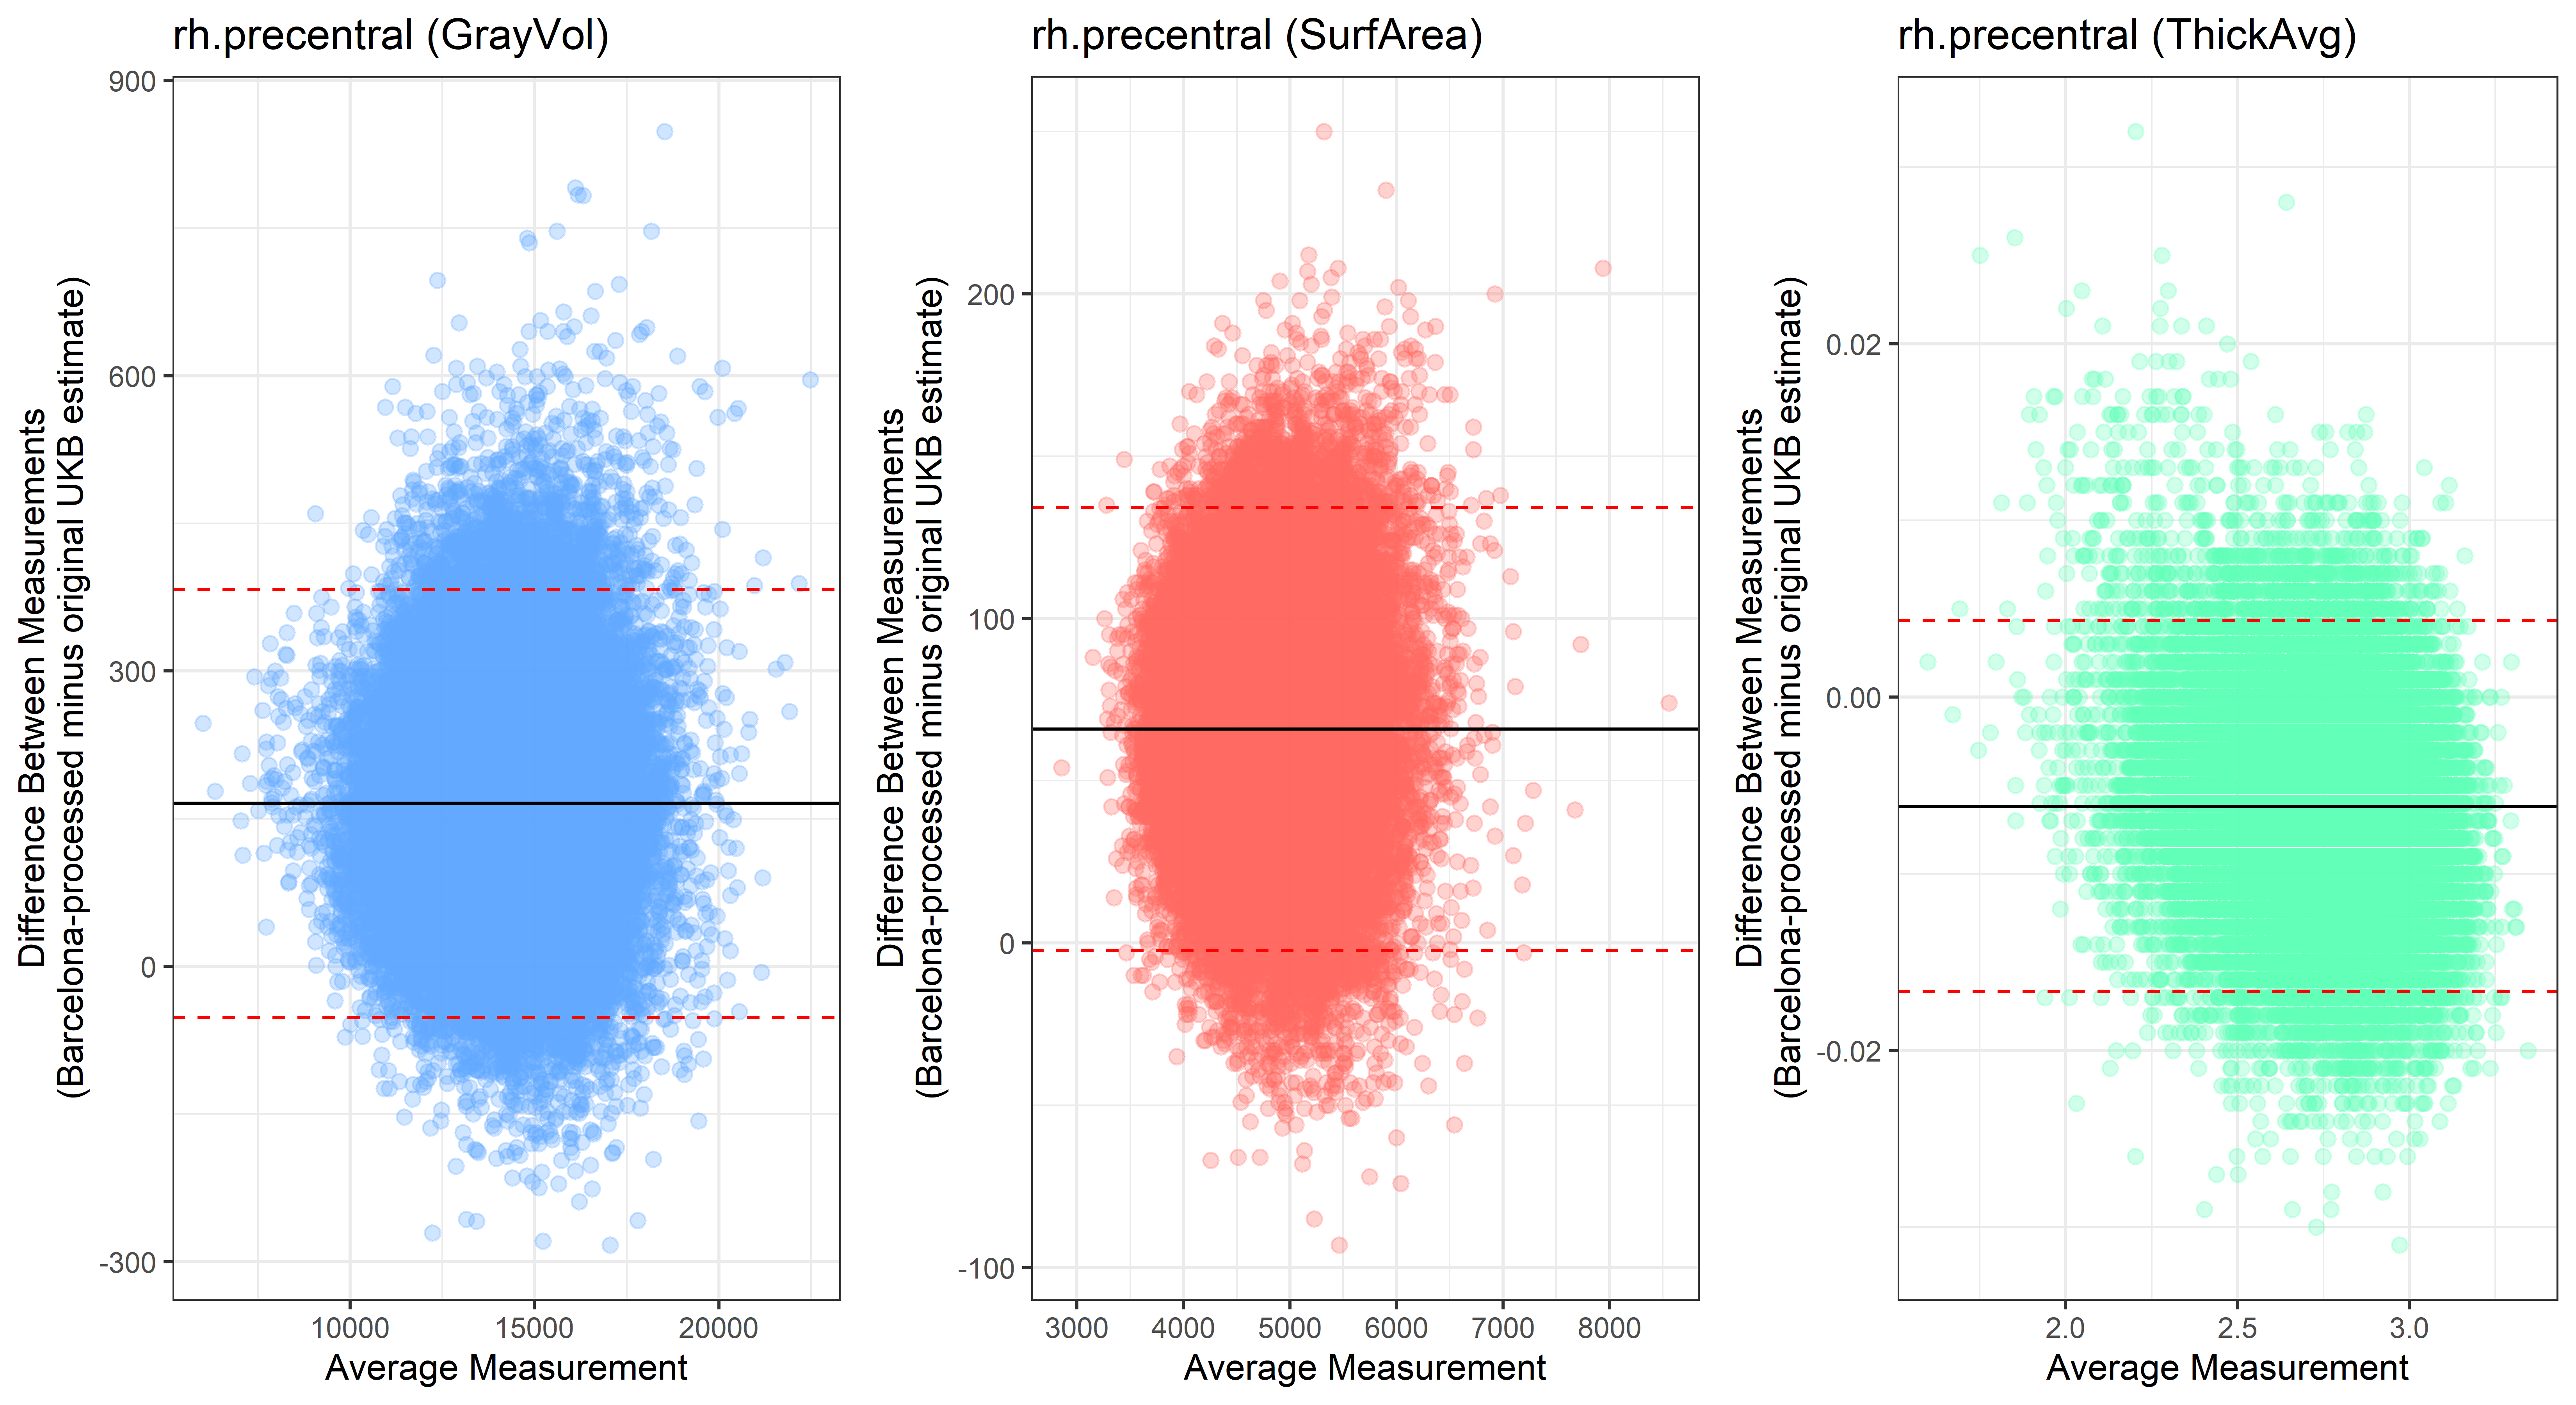 rh.precentral (GrayVol)
Difference Between Measurements
(Barcelona-processed minus original UKB estimate)
900
600
300
0
-300
10000 15000 20000
Average Measurement
rh.precentral (SurfArea)
Difference Between Measurements
(Barcelona-processed minus original UKB estimate)
200
100
0
-100
3000 4000 5000 6000 7000 8000
Average Measurement
rh.precentral (ThickAvg)
Difference Between Measurements
(Barcelona-processed minus original UKB estimate)
0.02
0.00
-0.02
2.0 2.5 3.0
Average Measurement